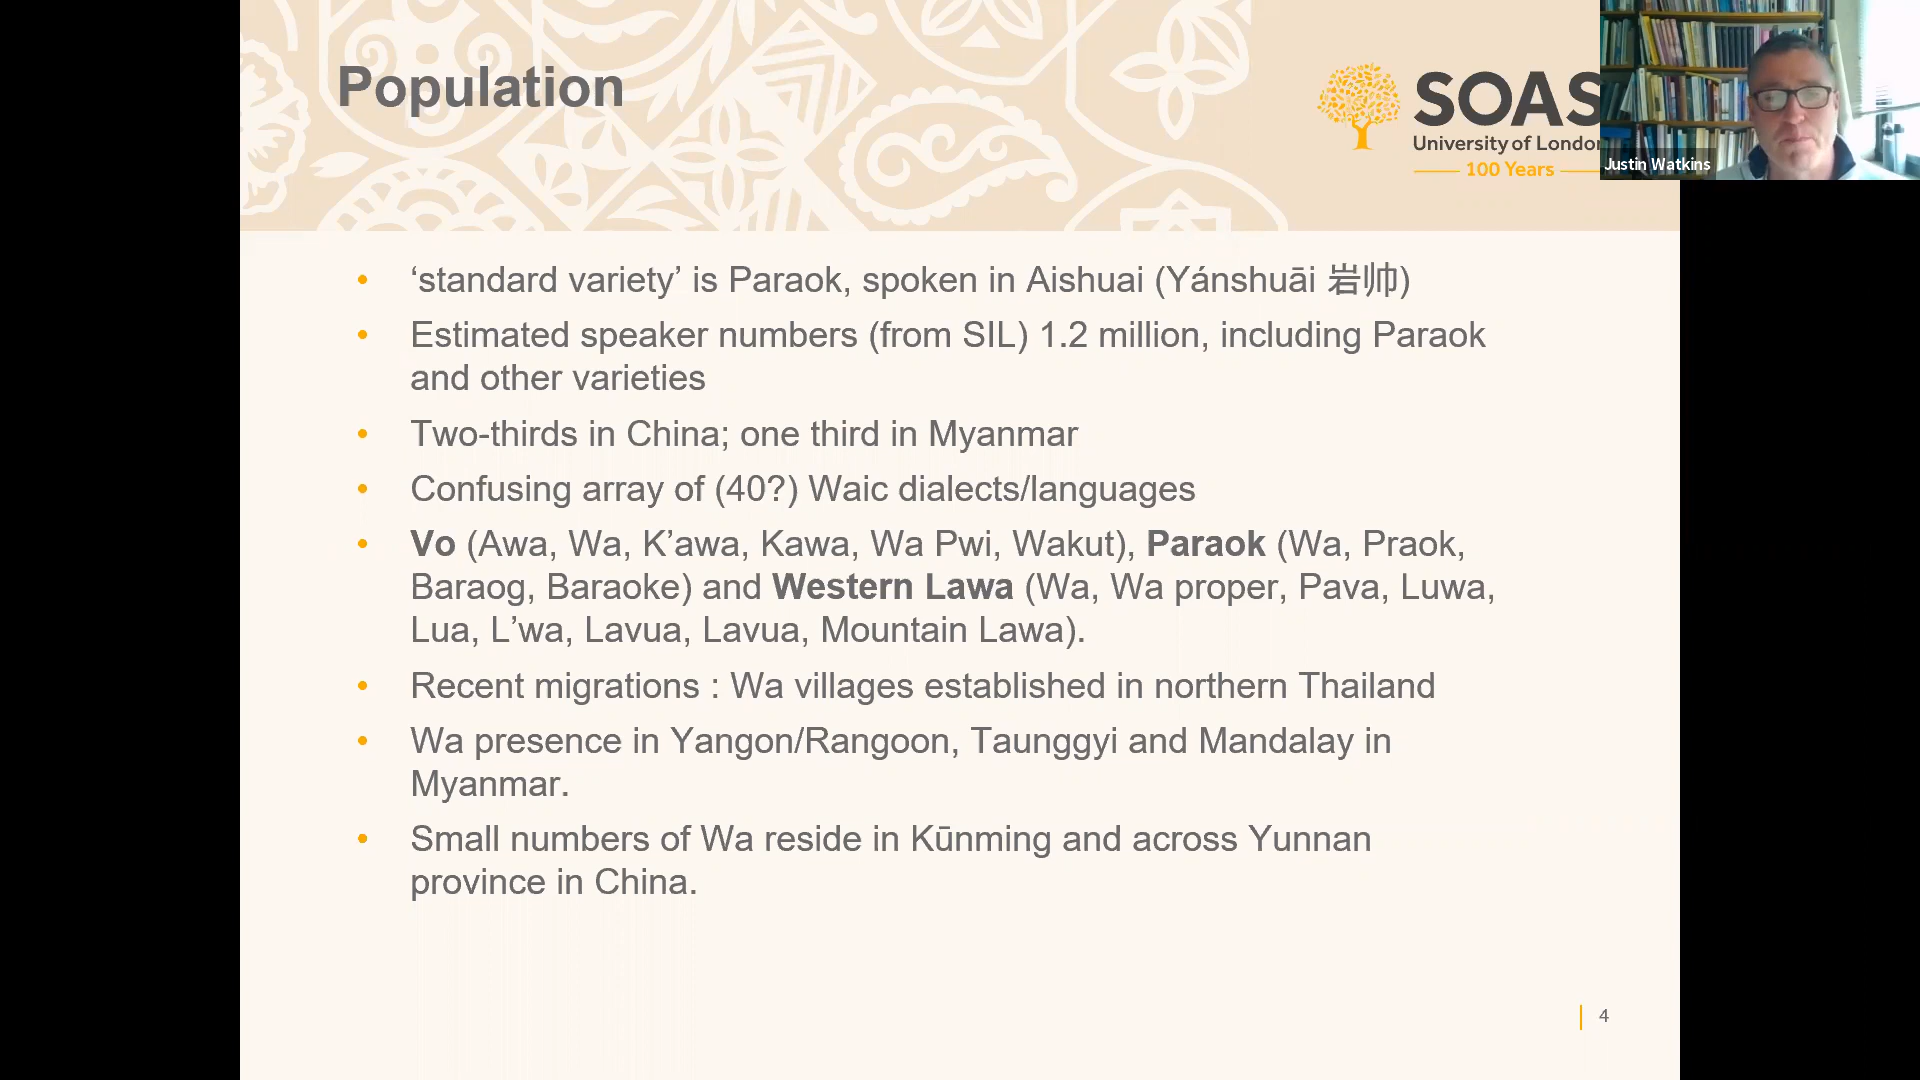 Population
SOAS
University of London
100 Years
Justin Watkins
• ‘standard variety’ is Paraok, spoken in Aishuai (Yánshuāi 岩帅)
• Estimated speaker numbers (from SIL) 1.2 million, including Paraok
and other varieties
• Two-thirds in China; one third in Myanmar
• Confusing array of (40?) Waic dialects/languages
• Vo (Awa, Wa, K’awa, Kawa, Wa Pwi, Wakut), Paraok (Wa, Praok,
Baraog, Baraoke) and Western Lawa (Wa, Wa proper, Pava, Luwa,
Lua, L’wa, Lavua, Lavua, Mountain Lawa).
• Recent migrations : Wa villages established in northern Thailand
• Wa presence in Yangon/Rangoon, Taunggyi and Mandalay in
Myanmar.
• Small numbers of Wa reside in Kūnming and across Yunnan
province in China.
4